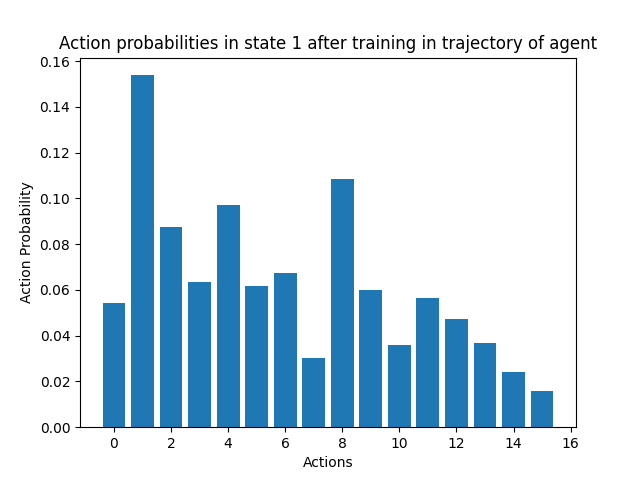 Action probabilities in state 1 after training in trajectory of agent
0.16
0.14
0.12
0.10
0.08
0.06
0.04
0.02
0.00
Action Probability
0 2 4 6 8 10 12 14 16
Actions